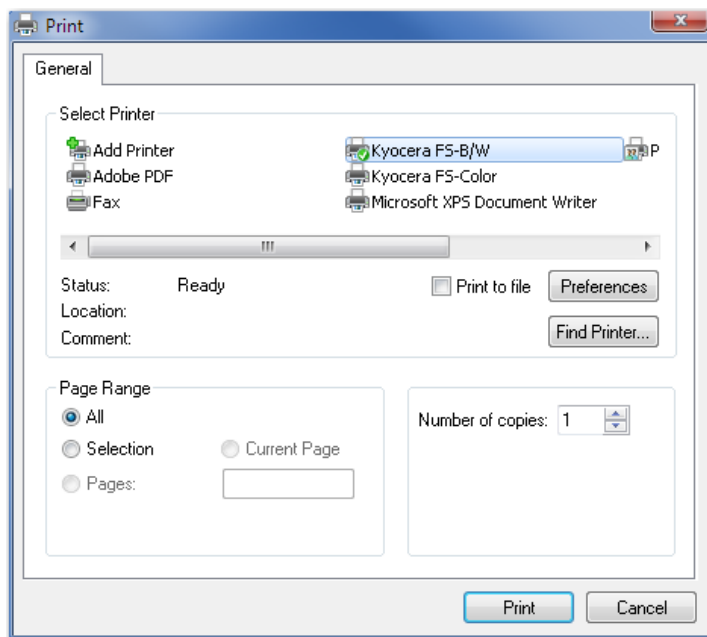 Print
General
Select Printer
Add Printer
Kyocera FS-B/W
P
Adobe PDF
Kyocera FS-Color
Fax
Microsoft XPS Document Writer
Status: Ready
Print to file
Preferences
Location:
Comment:
Find Printer...
Page Range
All
Number of copies: 1
Selection
Current Page
Pages:
Print
Cancel